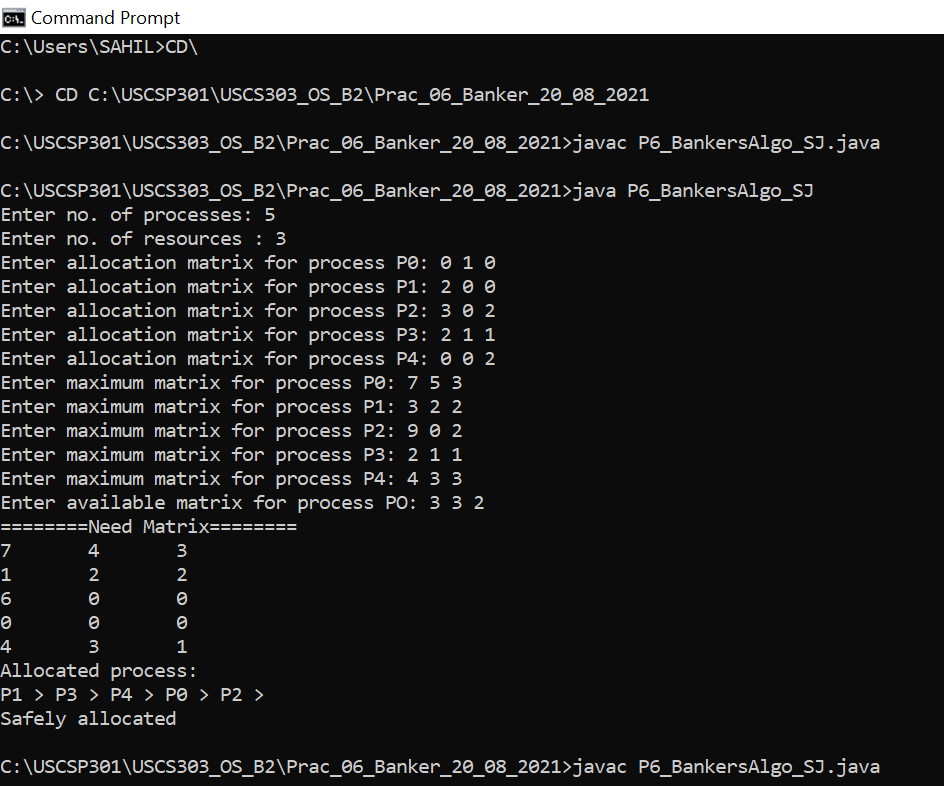 Command Prompt
C:\Users\SAHIL>CD\
C:\> CD C:\USCSP301\USCS303_OS_B2\Prac_06_Banker_20_08_2021
C:\USCSP301\USCS303_OS_B2\Prac_06_Banker_20_08_2021>javac P6_BankersAlgo_SJ.java
C:\USCSP301\USCS303_OS_B2\Prac_06_Banker_20_08_2021>java P6_BankersAlgo_SJ
Enter no. of processes: 5
Enter no. of resources : 3
Enter allocation matrix for process P0: 0 1 0
Enter allocation matrix for process P1: 2 0 0
Enter allocation matrix for process P2: 3 0 2
Enter allocation matrix for process P3: 2 1 1
Enter allocation matrix for process P4: 0 0 2
Enter maximum matrix for process P0: 7 5 3
Enter maximum matrix for process P1: 3 2 2
Enter maximum matrix for process P2: 9 0 2
Enter maximum matrix for process P3: 2 1 1
Enter maximum matrix for process P4: 4 3 3
Enter available matrix for process PO: 3 3 2
========Need Matrix========
7 4 3
1 2 2
6 0 0
0 0 0
4 3 1
Allocated process:
P1 > P3 > P4 > P0 > P2 >
Safely allocated
C:\USCSP301\USCS303_OS_B2\Prac_06_Banker_20_08_2021>javac P6_BankersAlgo_SJ.java